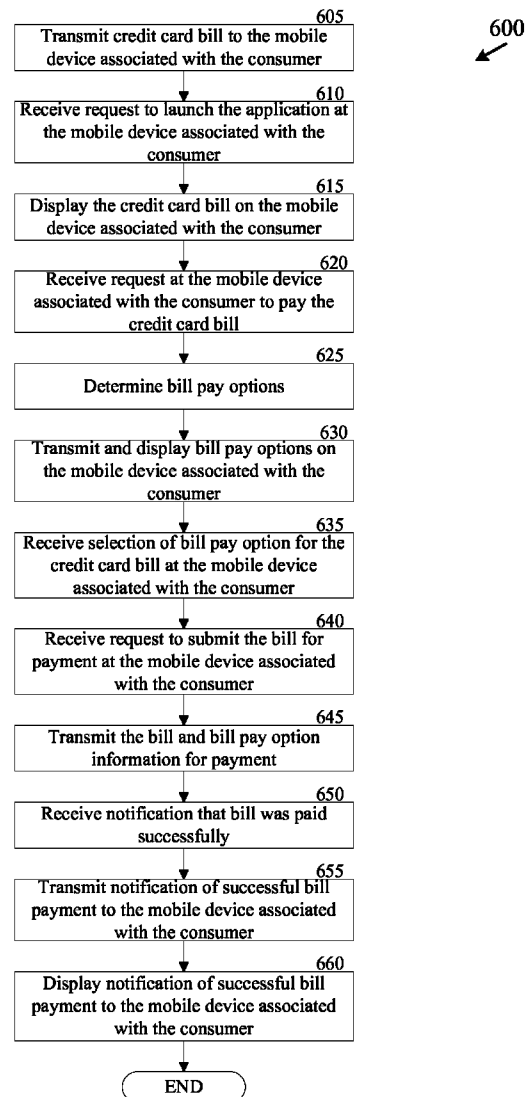 605
600
Transmit credit card bill to the mobile
device associated with the consumer
610
Receive request to launch the application at
the mobile device associated with the
consumer
615
Display the credit card bill on the mobile
device associated with the consumer
620
Receive request at the mobile device
associated with the consumer to pay the
credit card bill
625
Determine bill pay options
630
Transmit and display bill pay options on
the mobile device associated with the
consumer
635
Receive selection of bill pay option for the
credit card bill at the mobile device
associated with the consumer
640
Receive request to submit the bill for
payment at the mobile device associated
with the consumer
645
Transmit the bill and bill pay option
information for payment
650
Receive notification that bill was paid
successfully
655
Transmit notification of successful bill
payment to the mobile device associated
with the consumer
660
Display notification of successful bill
payment to the mobile device associated
with the consumer
END